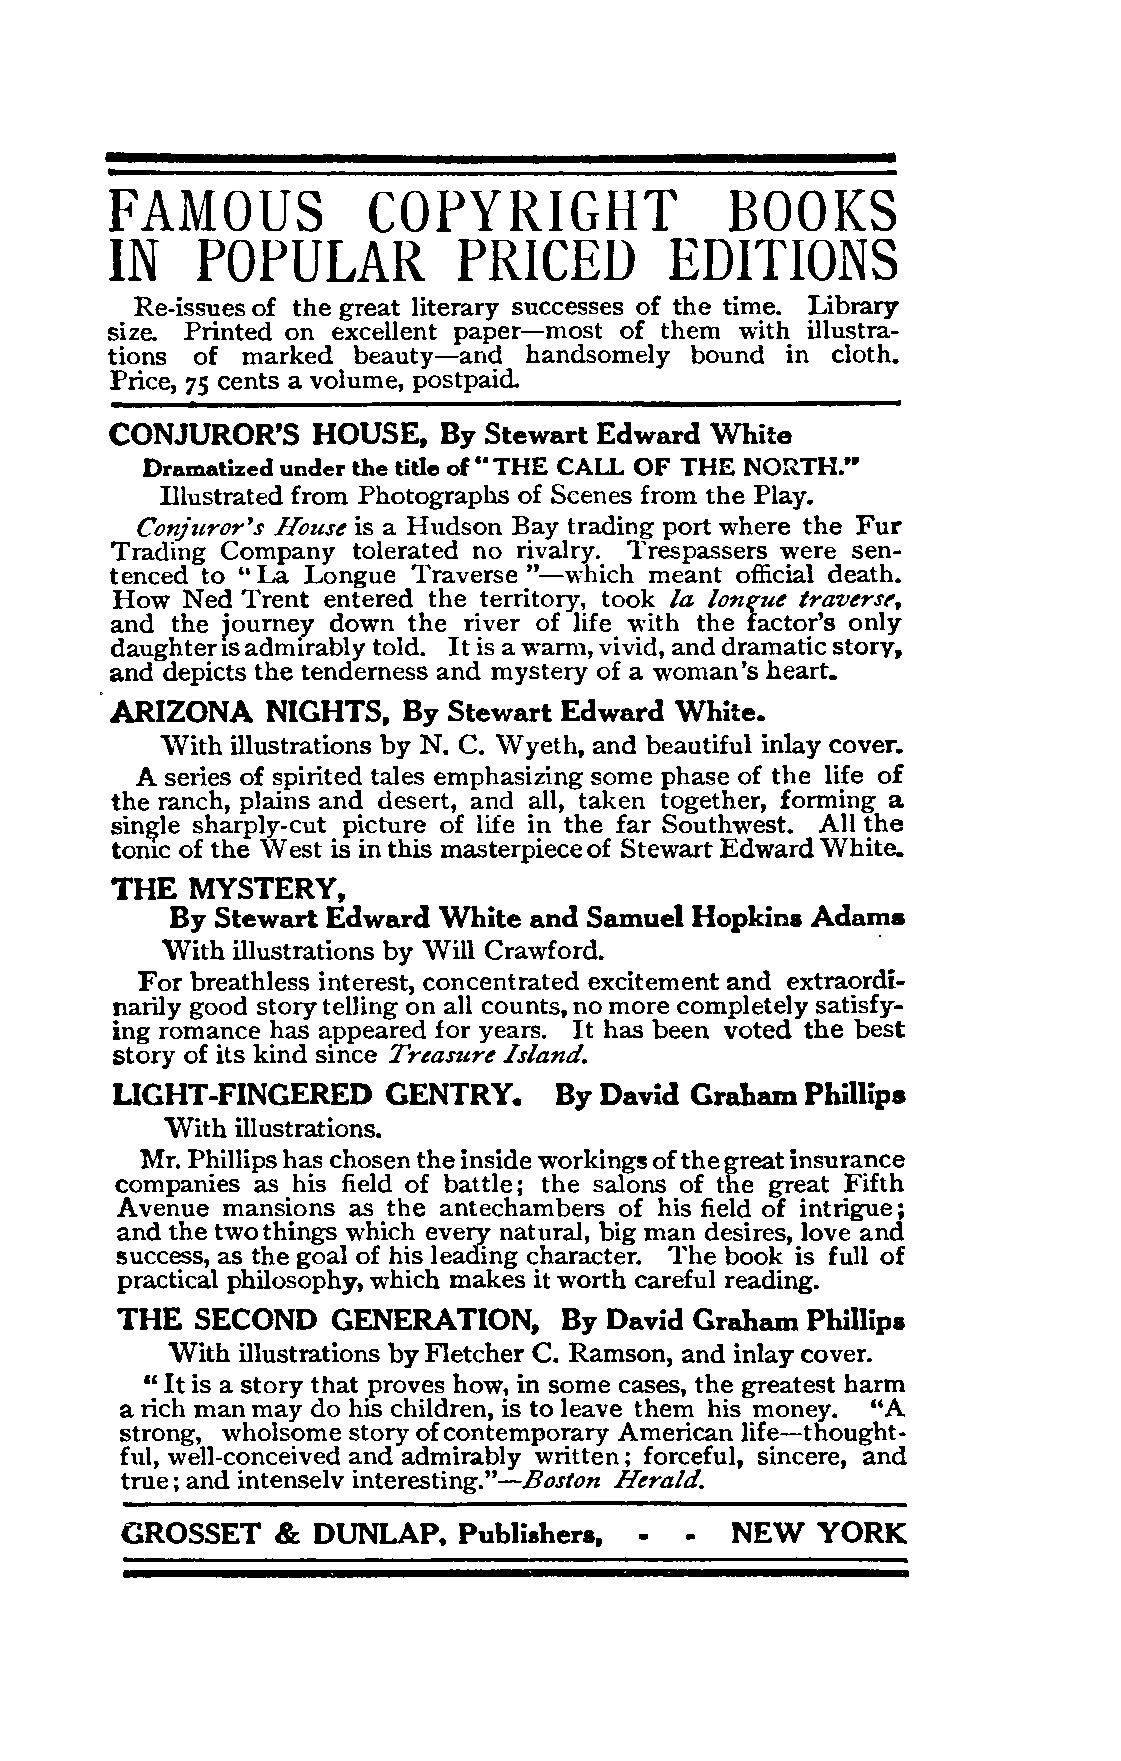 FAMOUS COPYRIGHT BOOKS
IN POPULAR PRICED EDITIONS
Re-issues of the great literary successes of the time. Library
size. Printed on excellent paper—most of them with illustra-
tions of marked beauty—and handsomely bound in cloth.
Price, 75 cents a volume, postpaid.
CONJUROR'S HOUSE, By Stewart Edward White
Dramatized under the title of "THE CALL OF THE NORTH."
Illustrated from Photographs of Scenes from the Play.
Conjuror's House is a Hudson Bay trading port where the Fur
Trading Company tolerated no rivalry. Trespassers were sen-
tenced to "La Longue Traverse"—which meant official death.
How Ned Trent entered the territory, took la longue traverse,
and the journey down the river of life with the factor's only
daughter is admirably told. It is a warm, vivid, and dramatic story,
and depicts the tenderness and mystery of a woman's heart.
ARIZONA NIGHTS, By Stewart Edward White.
With illustrations by N. C. Wyeth, and beautiful inlay cover.
A series of spirited tales emphasizing some phase of the life of
the ranch, plains and desert, and all, taken together, forming a
single sharply-cut picture of life in the far Southwest. All the
tonic of the West is in this masterpiece of Stewart Edward White.
THE MYSTERY,
By Stewart Edward White and Samuel Hopkins Adams
With illustrations by Will Crawford.
For breathless interest, concentrated excitement and extraordi-
narily good story telling on all counts, no more completely satisfy-
ing romance has appeared for years. It has been voted the best
story of its kind since Treasure Island.
LIGHT-FINGERED GENTRY. By David Graham Phillips
With illustrations.
Mr. Phillips has chosen the inside workings of the great insurance
companies as his field of battle; the salons of the great Fifth
Avenue mansions as the antechambers of his field of intrigue;
and the two things which every natural, big man desires, love and
success, as the goal of his leading character. The book is full of
practical philosophy, which makes it worth careful reading.
THE SECOND GENERATION, By David Graham Phillips
With illustrations by Fletcher C. Ramson, and inlay cover.
"It is a story that proves how, in some cases, the greatest harm
a rich man may do his children, is to leave them his money. "A
strong, wholsome story of contemporary American life—thought-
ful, well-conceived and admirably written; forceful, sincere, and
true; and intenselv interesting."—Boston Herald.
GROSSET & DUNLAP, Publishers, - - NEW YORK